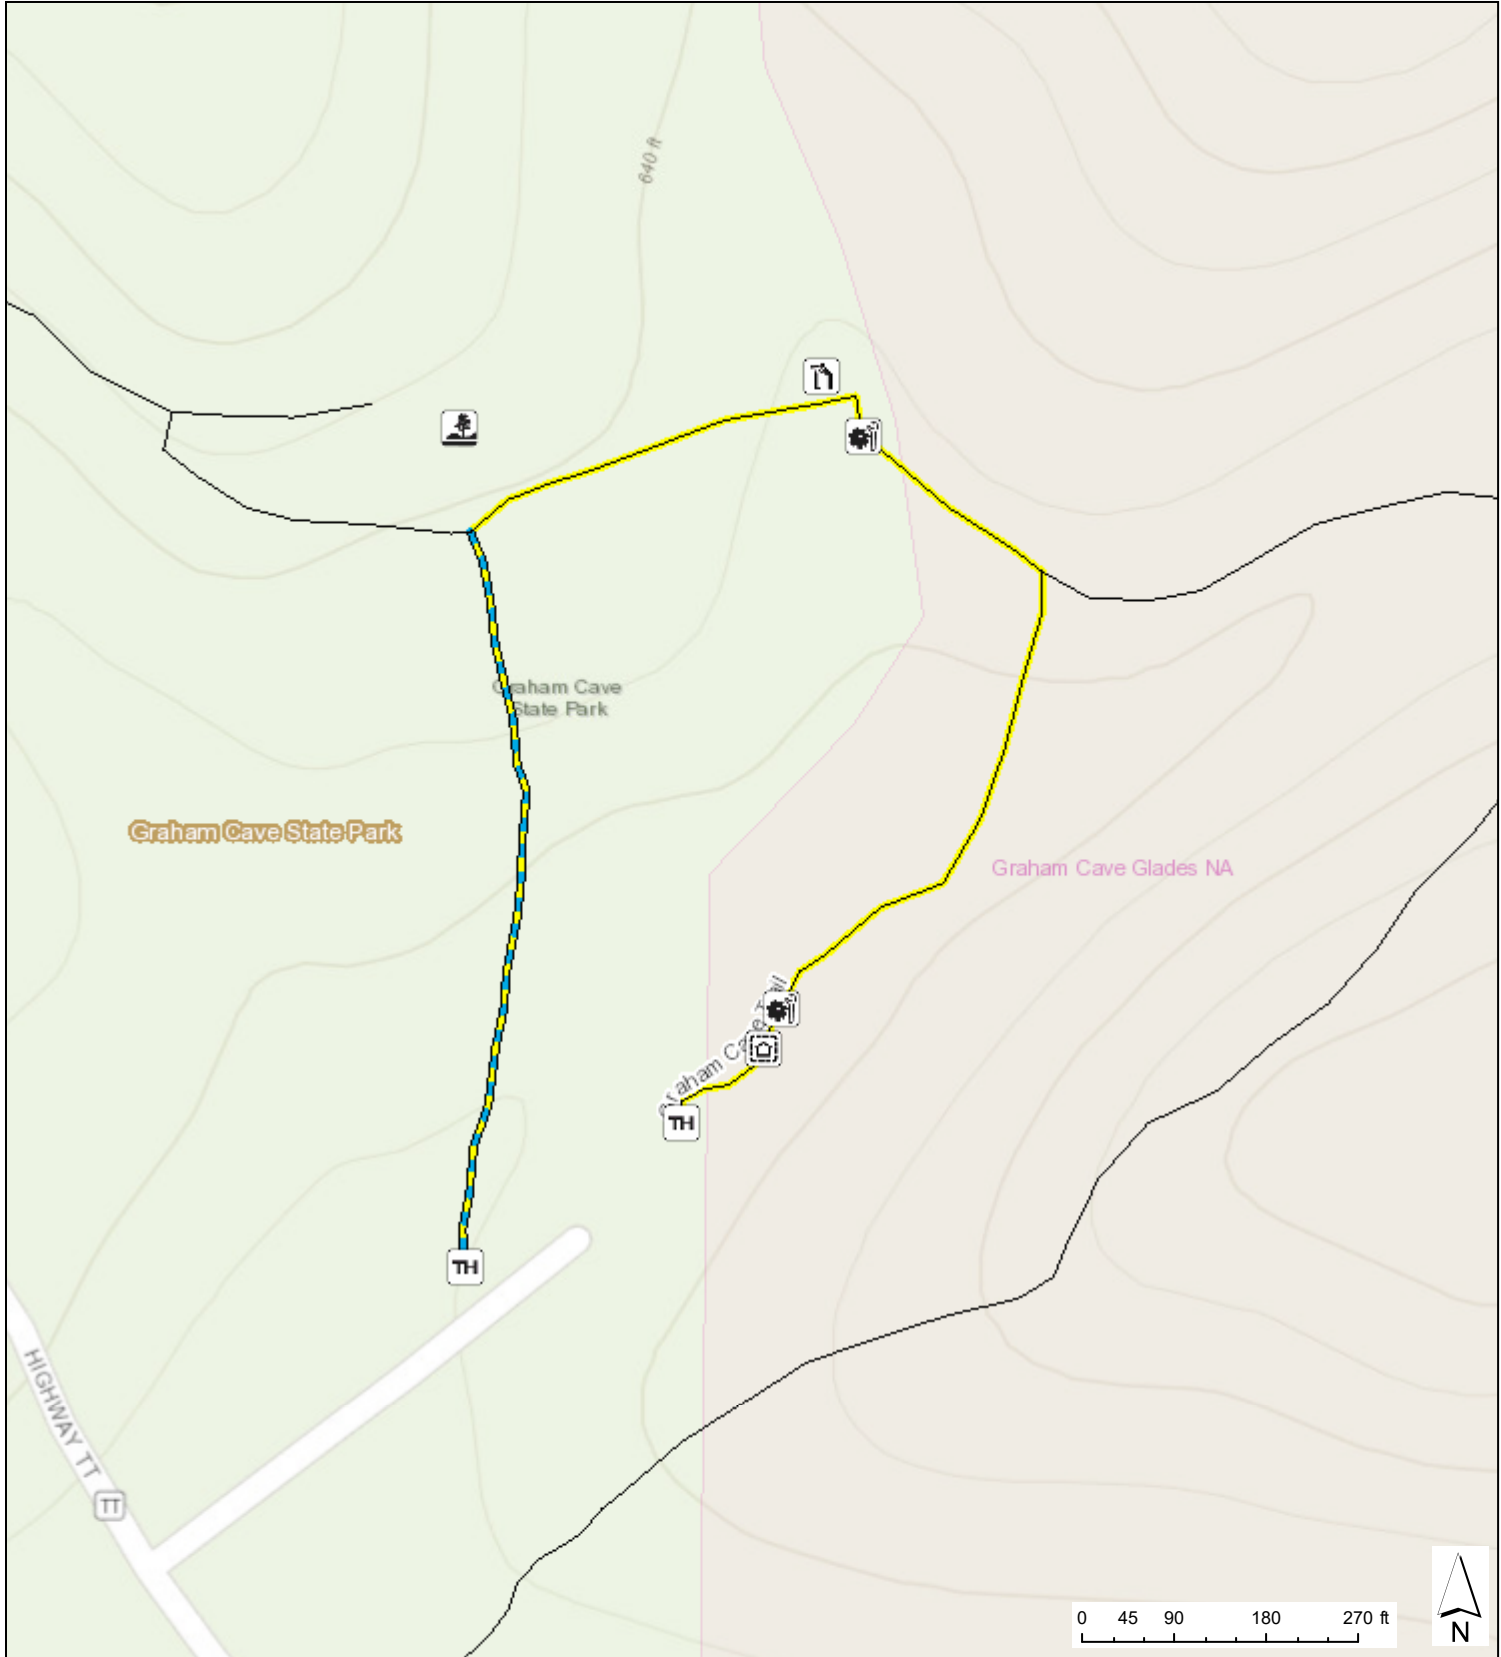 640 ft
Graham Cave
State Park
Graham Cave State Park
Graham Cave Glades NA
TH
TH
HIGHWAY TT
TT
0 45 90 180 270 ft
N